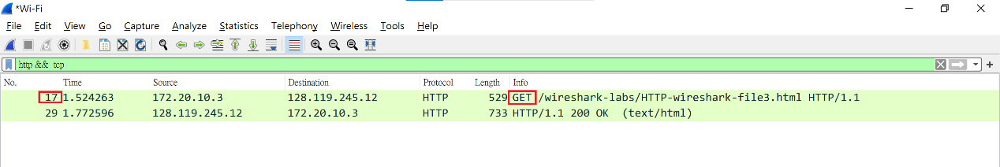 *Wi-Fi
File Edit View Go Capture Analyze Statistics Telephony Wireless Tools Help
http && tcp
No. Time Source Destination Protocol Length Info
17 1.524263 172.20.10.3 128.119.245.12 HTTP 529 GET /wireshark-labs/HTTP-wireshark-file3.html HTTP/1.1
29 1.772596 128.119.245.12 172.20.10.3 HTTP 733 HTTP/1.1 200 OK (text/html)